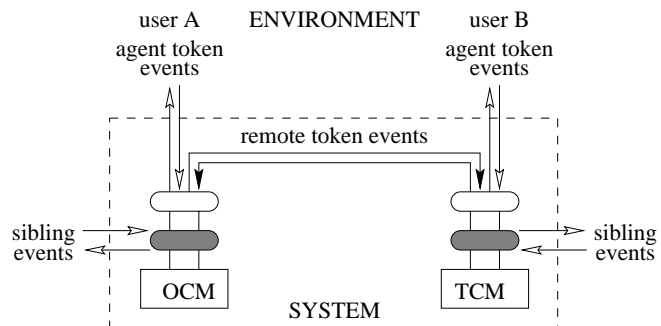 user A
ENVIRONMENT
user B
agent token
events
agent token
events
remote token events
sibling
events
sibling
events
OCM
TCM
SYSTEM